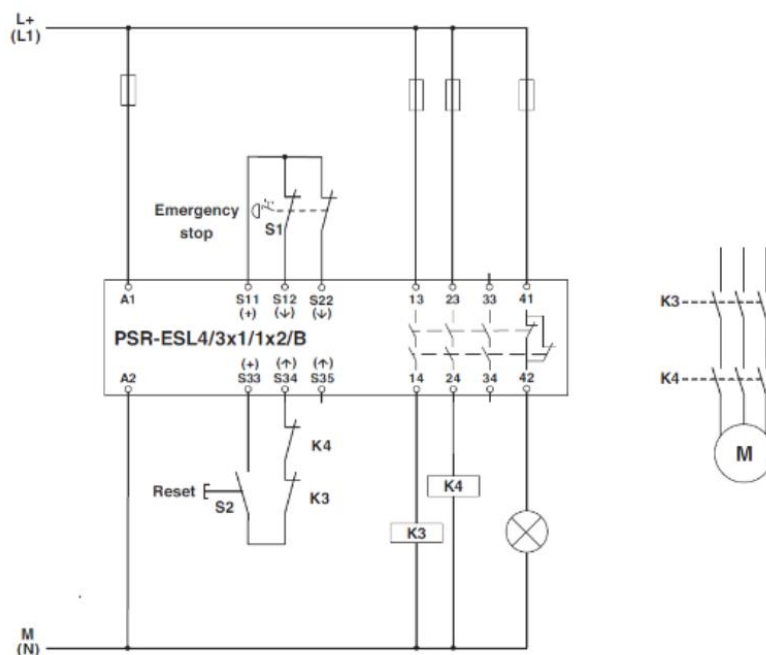 L+
(L1)
Emergency
stop
S1
A1
S11
(+)
S12
(↓)
S22
(↓)
13
23
33
41
PSR-ESL4/3x1/1x2/B
A2
(+)
S33
(↑)
S34
(↑)
S35
14
24
34
42
K4
K3
Reset
S2
K4
K3
M
(N)
K3
K4
M